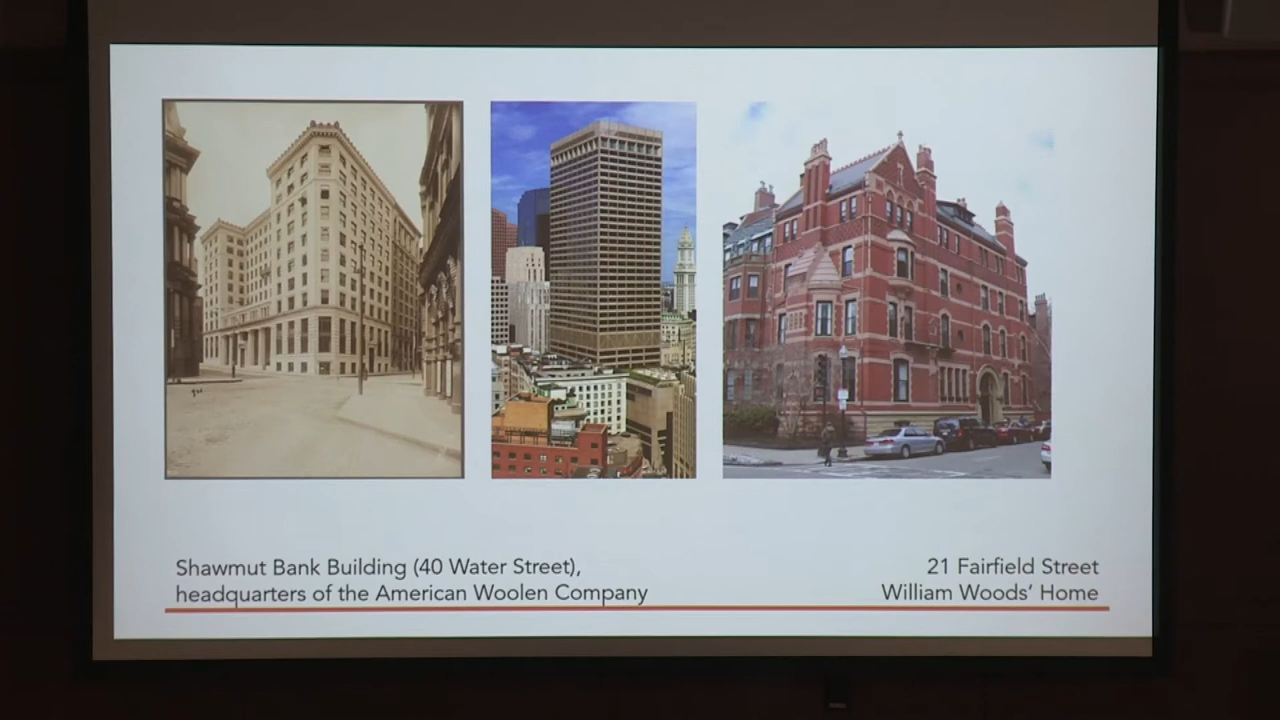 Shawmut Bank Building (40 Water Street),
headquarters of the American Woolen Company
21 Fairfield Street
William Woods' Home